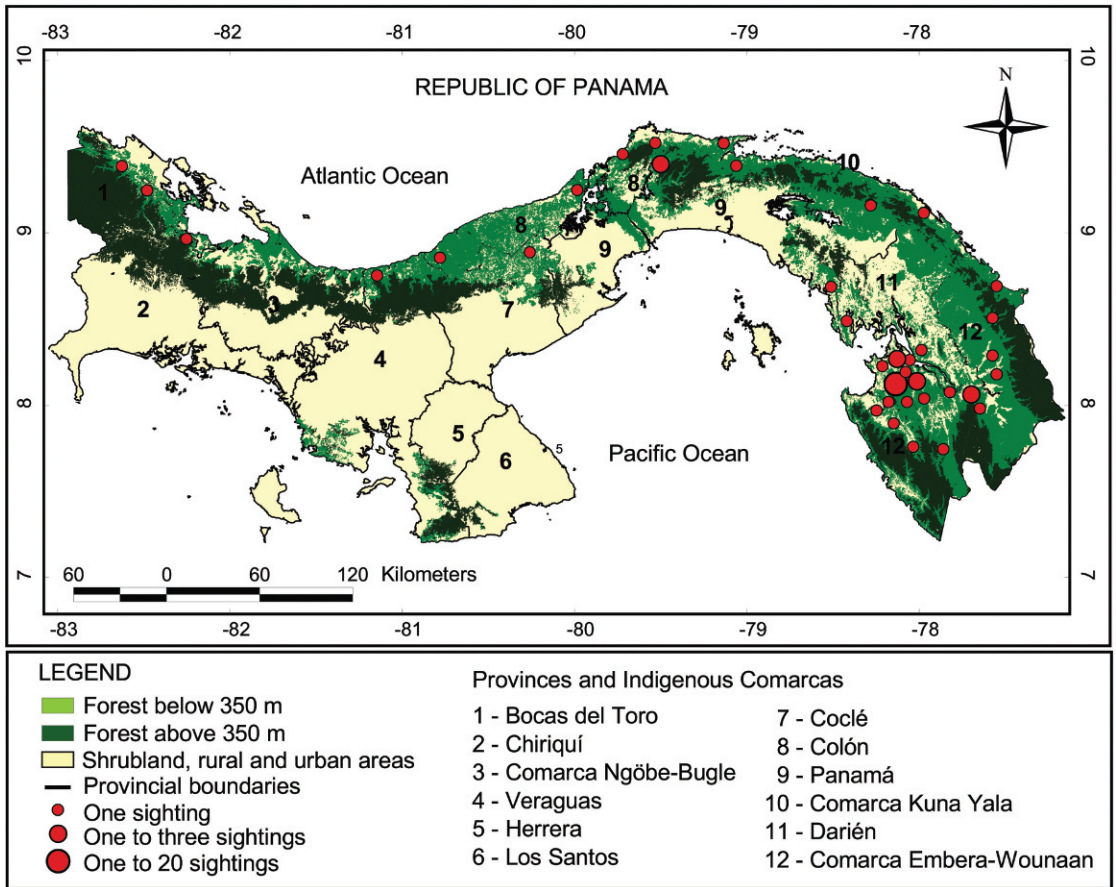 -83 -82 -81 -80 -79 -78
10 10
REPUBLIC OF PANAMA
N
Atlantic Ocean
10
1
8
8
9
9
9 9
11
2
3
7
12
4
8 8
5
6
5
Pacific Ocean
12
7 7
60 0 60 120 Kilometers
-83 -82 -81 -80 -79 -78
LEGEND
Forest below 350 m
Forest above 350 m
Shrubland, rural and urban areas
Provincial boundaries
One sighting
One to three sightings
One to 20 sightings
Provinces and Indigenous Comarcas
1 - Bocas del Toro
2 - Chiriquí
3 - Comarca Ngöbe-Bugle
4 - Veraguas
5 - Herrera
6 - Los Santos
7 - Coclé
8 - Colón
9 - Panamá
10 - Comarca Kuna Yala
11 - Darién
12 - Comarca Embera-Wounaan